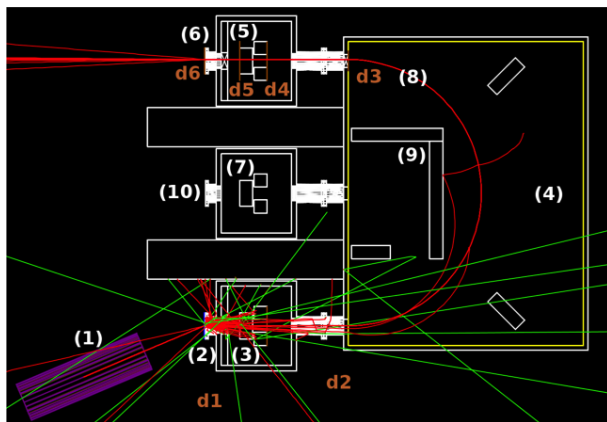 (6) (5)
d6 d5 d4 d3 (8)
(9)
(7)
(10) (4)
(1)
(2) (3)
d2
d1